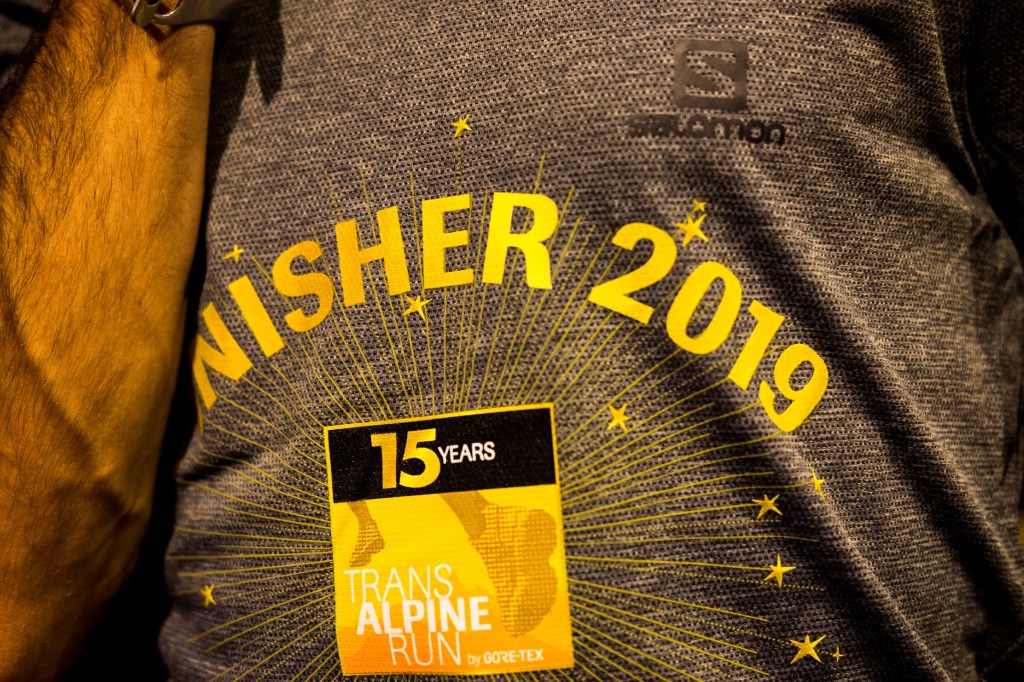 S
salomon
NISHER 2019
15 YEARS
TRANS
ALPINE
RUN by GORE-TEX